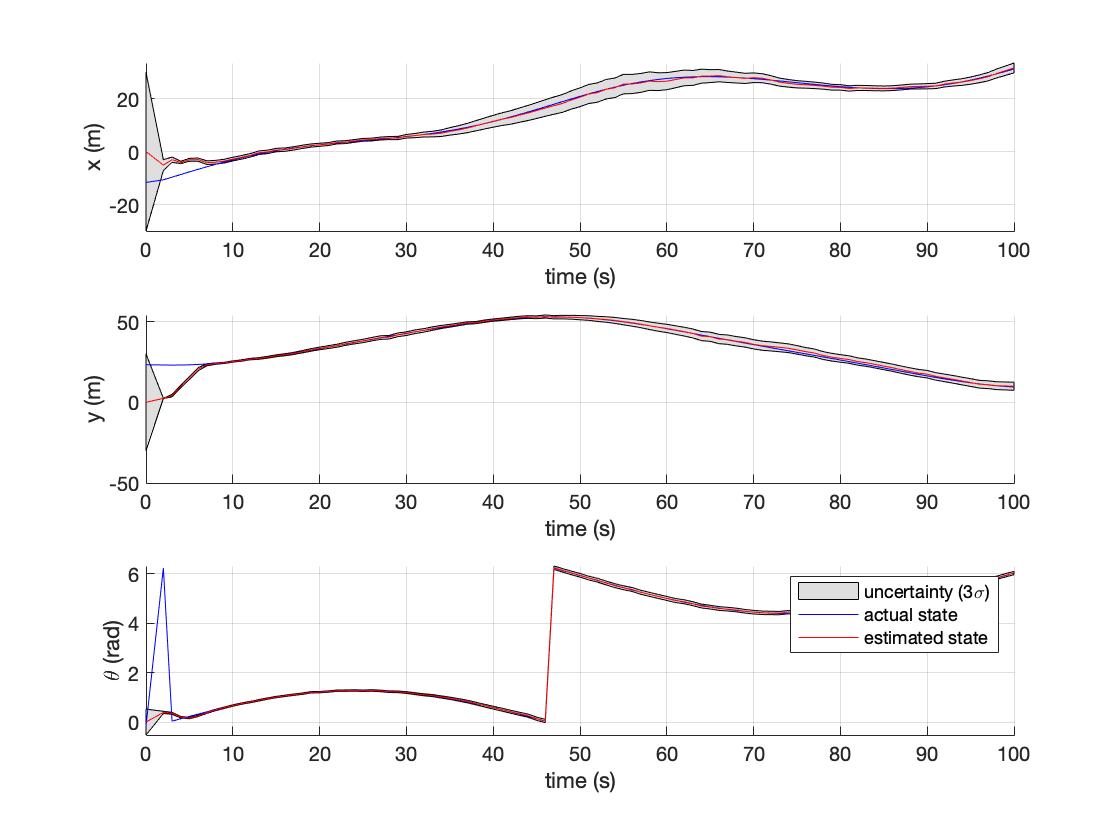 20
0
-20
x (m)
0 10 20 30 40 50 60 70 80 90 100
time (s)
50
0
-50
y (m)
0 10 20 30 40 50 60 70 80 90 100
time (s)
6
4
2
0
θ (rad)
uncertainty (3σ)
actual state
estimated state
0 10 20 30 40 50 60 70 80 90 100
time (s)